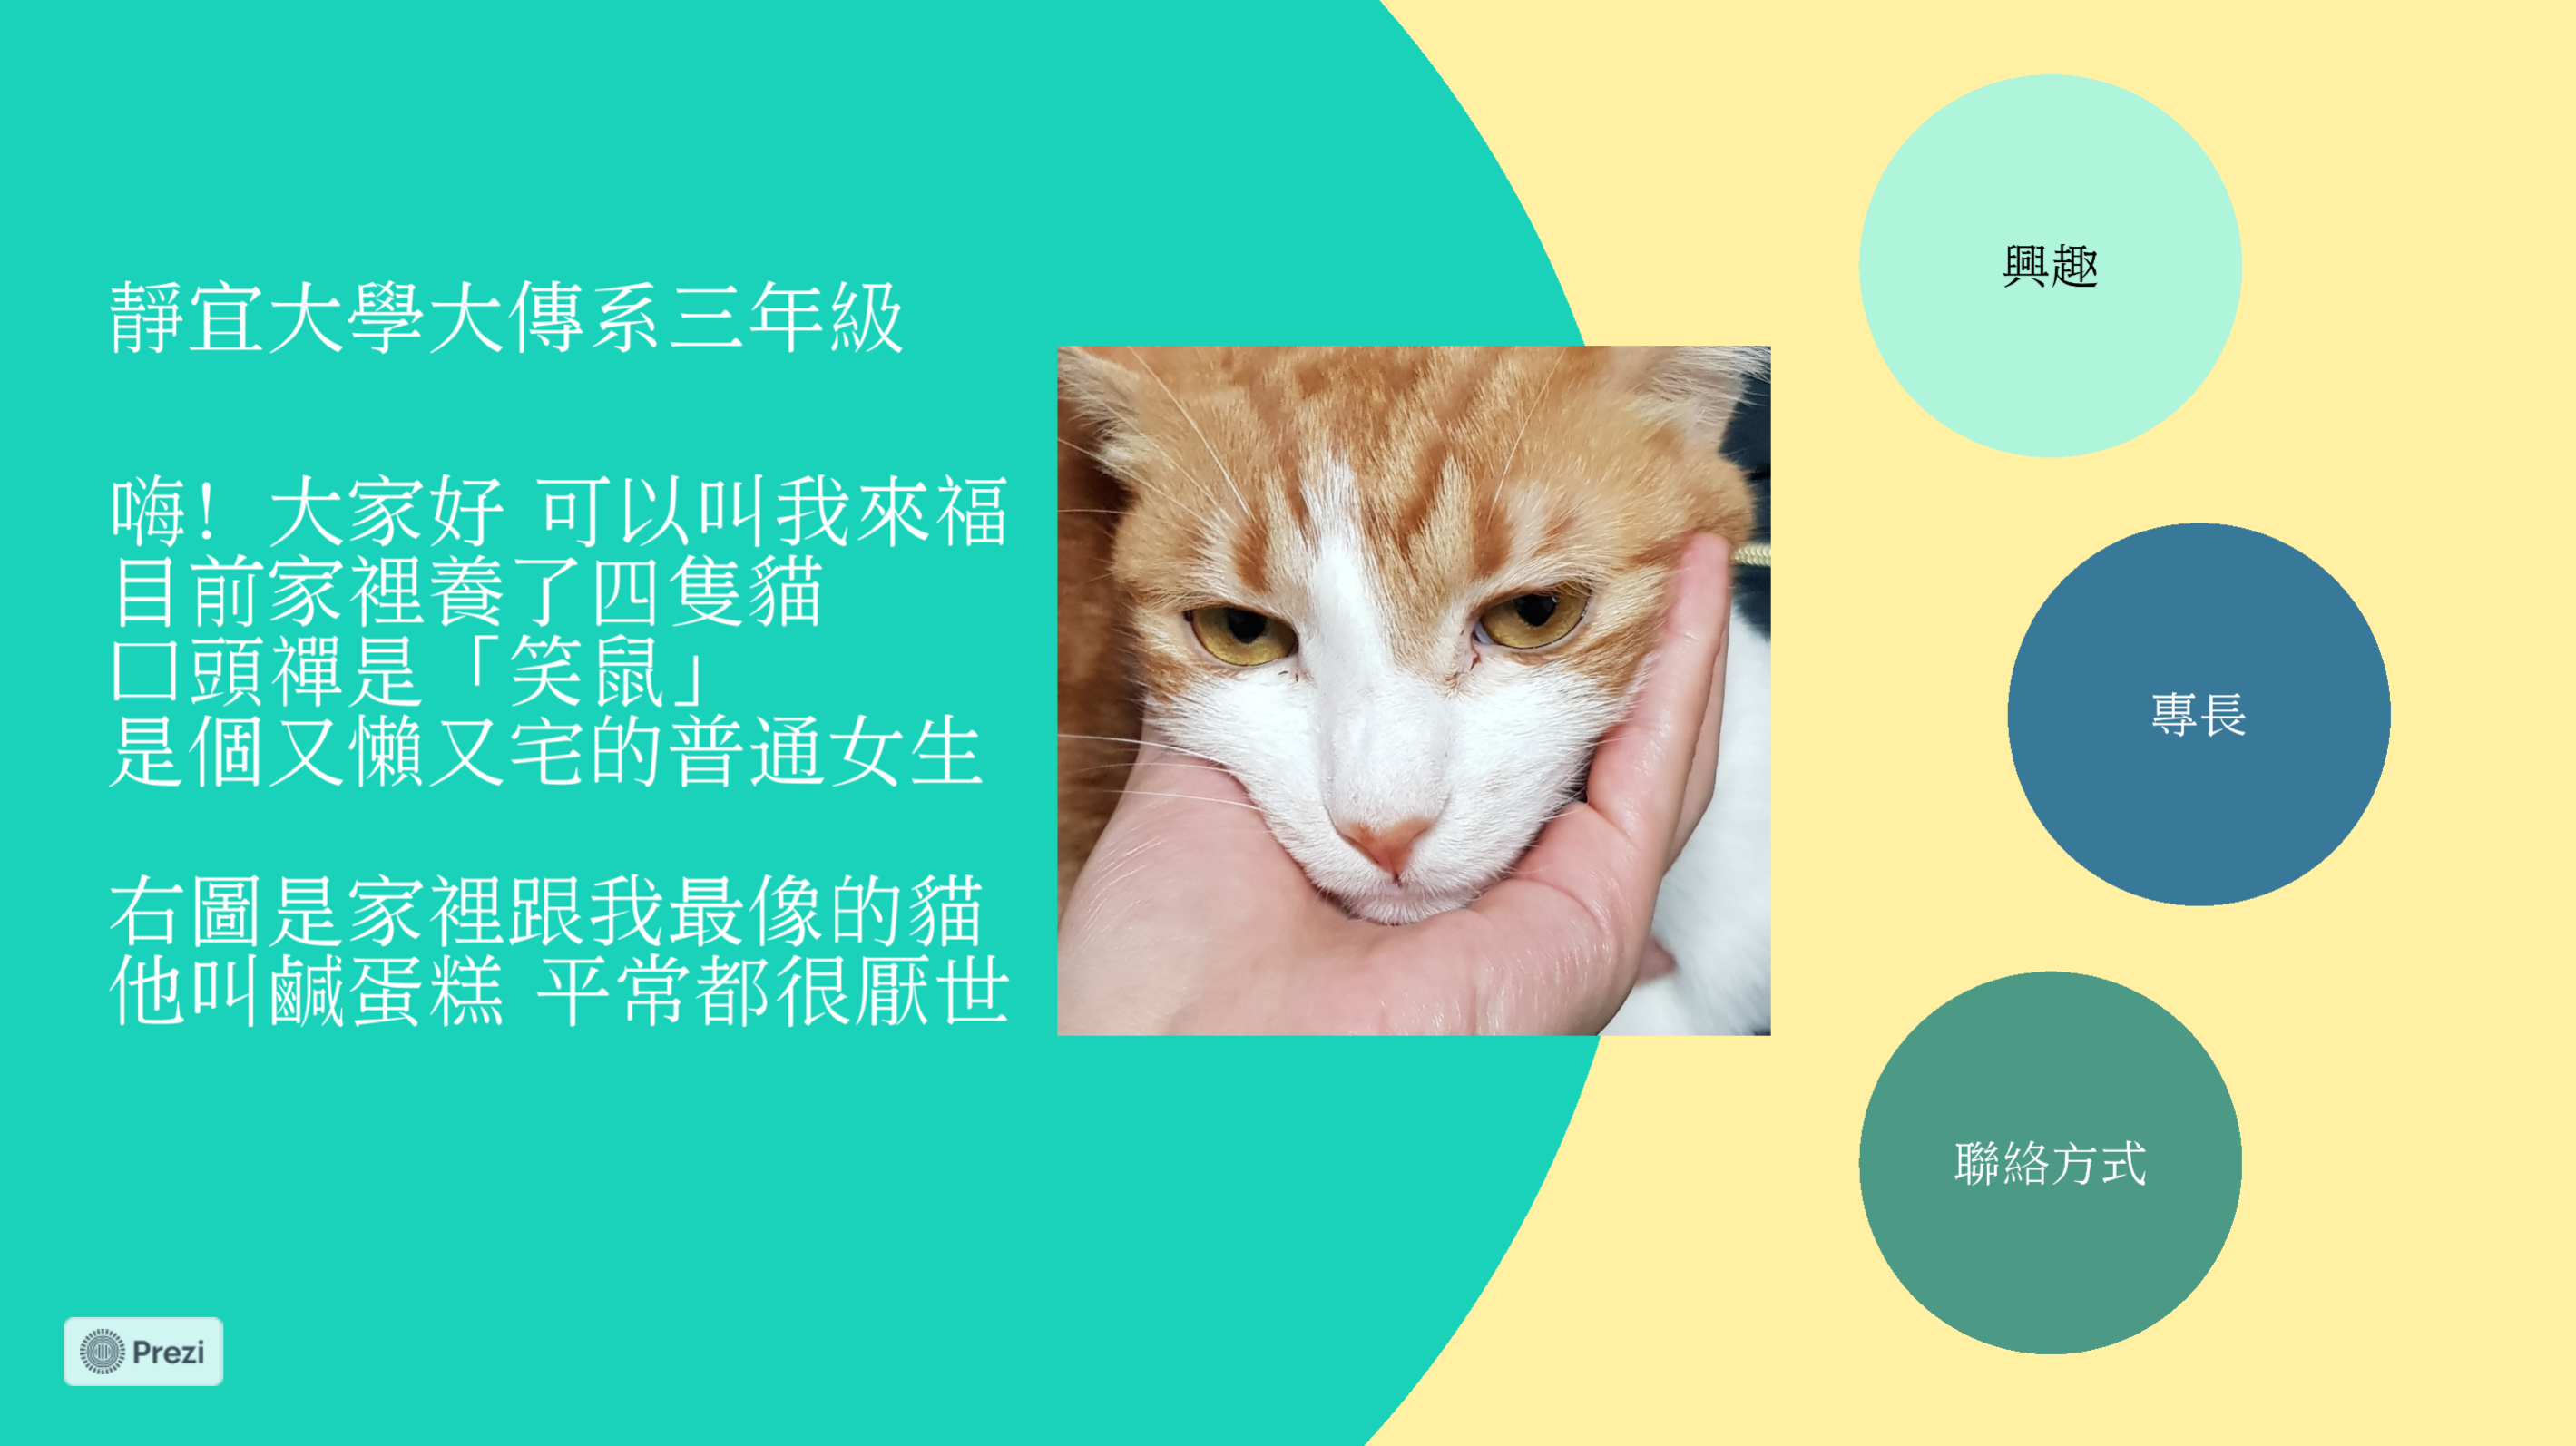 靜宜大學大傳系三年級
嗨！大家好 可以叫我來福
目前家裡養了四隻貓
口頭禪是「笑鼠」
是個又懶又宅的普通女生
右圖是家裡跟我最像的貓
他叫鹹蛋糕 平常都很厭世
興趣
專長
聯絡方式
Prezi